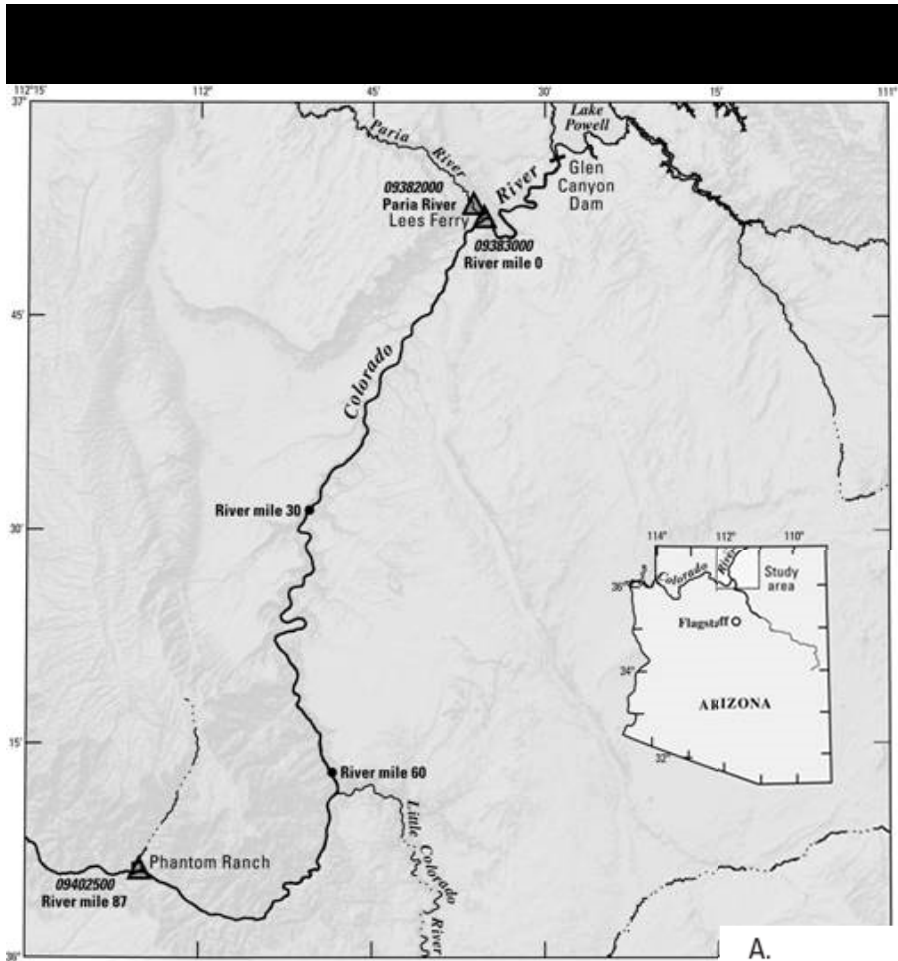 112°15'
112°
45'
30'
15'
111°
37°
Lake
Powell
Paria
River
River
Glen
Canyon
Dam
09382000
Paria River
Lees Ferry
09383000
River mile 0
45'
Colorado
River mile 30
30'
114°
112°
110°
36°
Colorado
River
Study
area
Flagstaff
34°
ARIZONA
32°
15'
River mile 60
Little
Colorado
River
Phantom Ranch
09402500
River mile 87
36°
A.